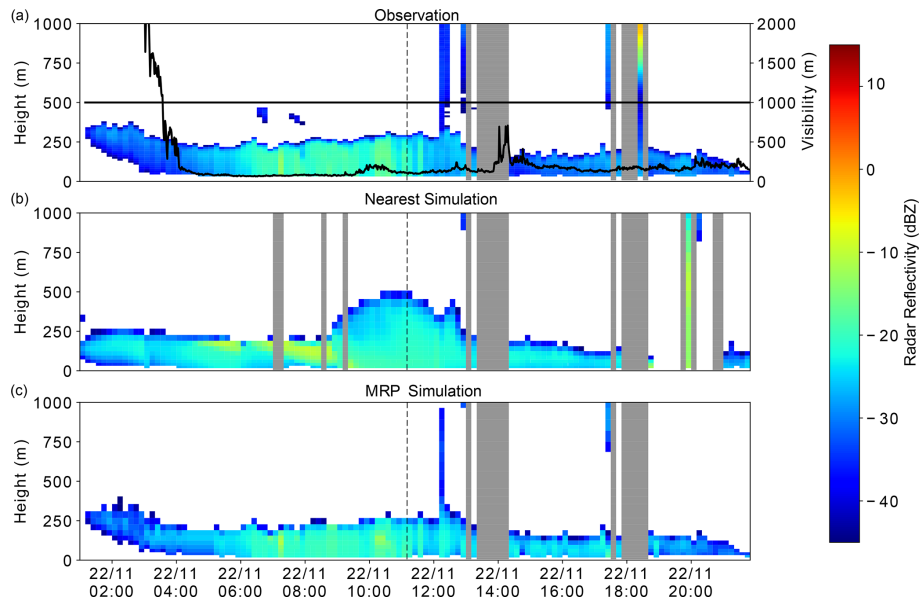 (a)
Observation
1000
750
500
250
0
Height (m)
2000
1500
1000
500
0
Visibility (m)
(b)
Nearest Simulation
1000
750
500
250
0
Height (m)
(c)
MRP Simulation
1000
750
500
250
0
Height (m)
22/11 22/11 22/11 22/11 22/11 22/11 22/11 22/11 22/11 22/11
02:00 04:00 06:00 08:00 10:00 12:00 14:00 16:00 18:00 20:00
10
0
−10
−20
−30
−40
Radar Reflectivity (dBZ)